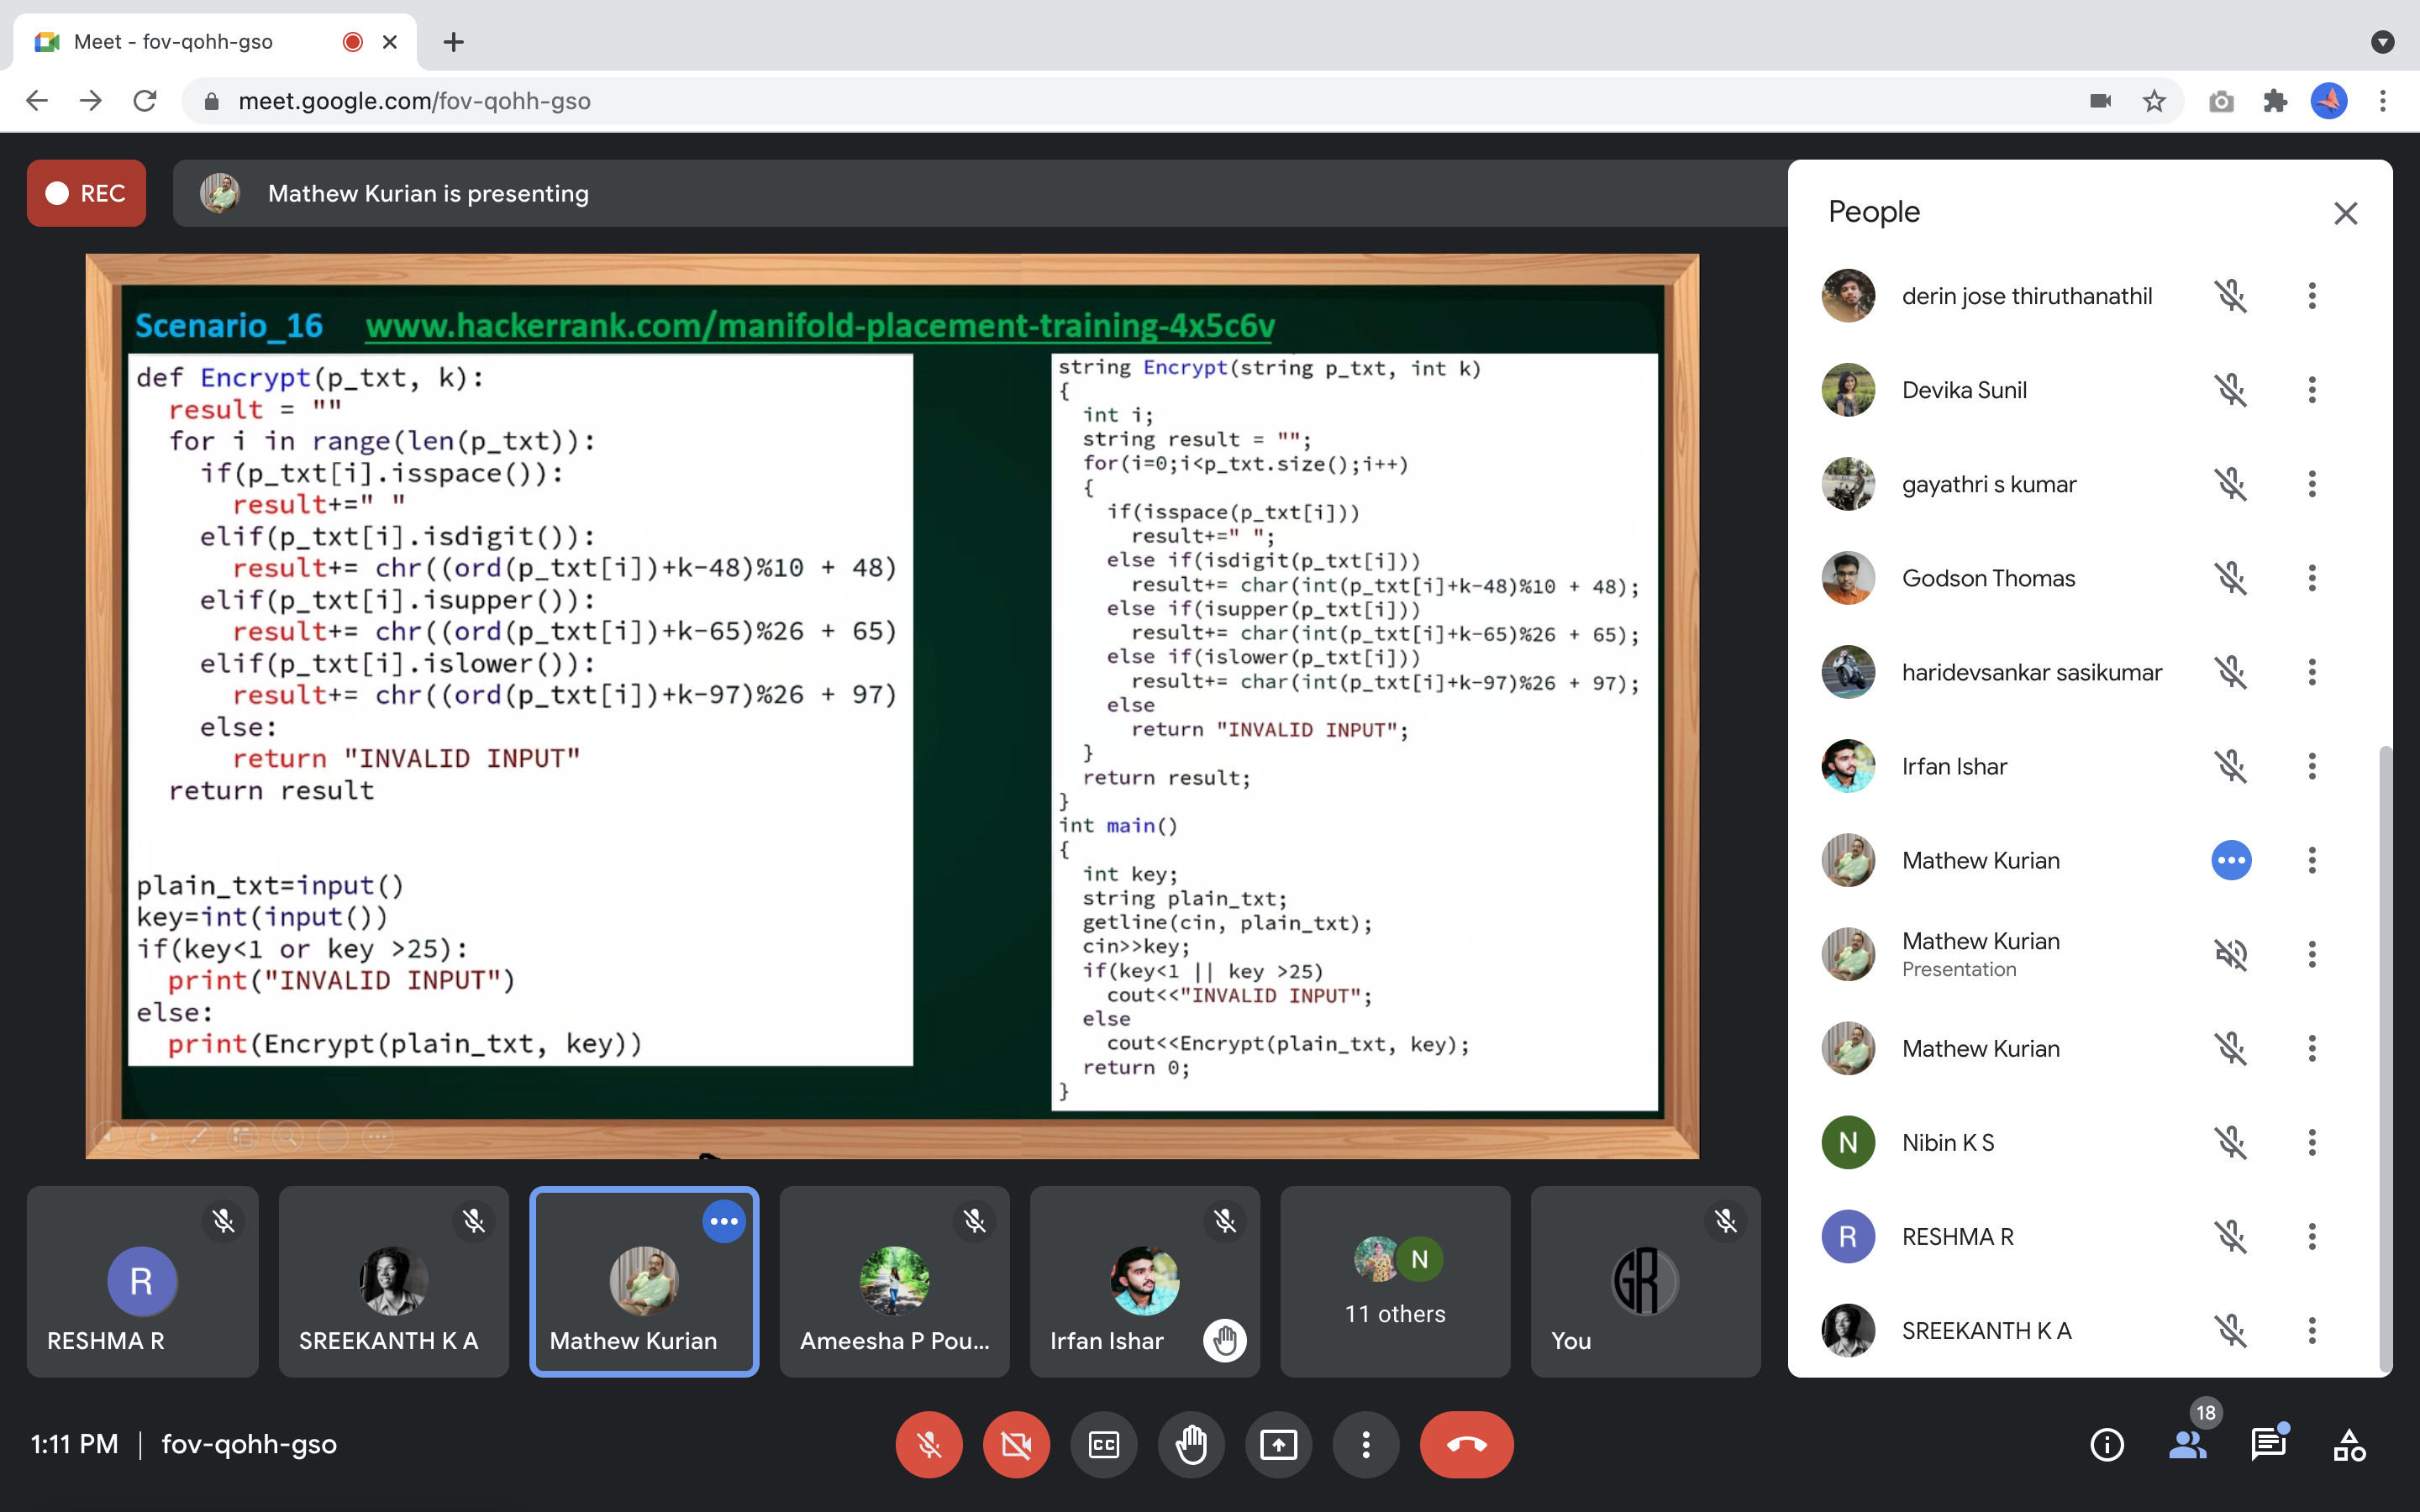 Meet - fov-qohh-gso
meet.google.com/fov-qohh-gso
REC
Mathew Kurian is presenting
Scenario_16 www.hackerrank.com/manifold-placement-training-4x5c6v
def Encrypt(p_txt, k):
  result = ""
  for i in range(len(p_txt)):
    if(p_txt[i].isspace()):
      result+=" "
    elif(p_txt[i].isdigit()):
      result+= chr((ord(p_txt[i])+k-48)%10 + 48)
    elif(p_txt[i].isupper()):
      result+= chr((ord(p_txt[i])+k-65)%26 + 65)
    elif(p_txt[i].islower()):
      result+= chr((ord(p_txt[i])+k-97)%26 + 97)
    else:
      return "INVALID INPUT"
  return result
plain_txt=input()
key=int(input())
if(key<1 or key >25):
  print("INVALID INPUT")
else:
  print(Encrypt(plain_txt, key))
string Encrypt(string p_txt, int k)
{
  int i;
  string result = "";
  for(i=0;i<p_txt.size();i++)
  {
    if(isspace(p_txt[i]))
      result+=" ";
    else if(isdigit(p_txt[i]))
      result+= char(int(p_txt[i]+k-48)%10 + 48);
    else if(isupper(p_txt[i]))
      result+= char(int(p_txt[i]+k-65)%26 + 65);
    else if(islower(p_txt[i]))
      result+= char(int(p_txt[i]+k-97)%26 + 97);
    else
      return "INVALID INPUT";
  }
  return result;
}
int main()
{
  int key;
  string plain_txt;
  getline(cin, plain_txt);
  cin>>key;
  if(key<1 || key >25)
    cout<<"INVALID INPUT";
  else
    cout<<Encrypt(plain_txt, key);
  return 0;
}
People
derin jose thiruthanathil
Devika Sunil
gayathri s kumar
Godson Thomas
haridevsankar sasikumar
Irfan Ishar
Mathew Kurian
Mathew Kurian
Presentation
Mathew Kurian
N Nibin K S
R RESHMA R
SREEKANTH K A
R
RESHMA R
SREEKANTH K A
Mathew Kurian
Ameesha P Pou...
Irfan Ishar
N
11 others
GR
You
1:11 PM | fov-qohh-gso
CC
18